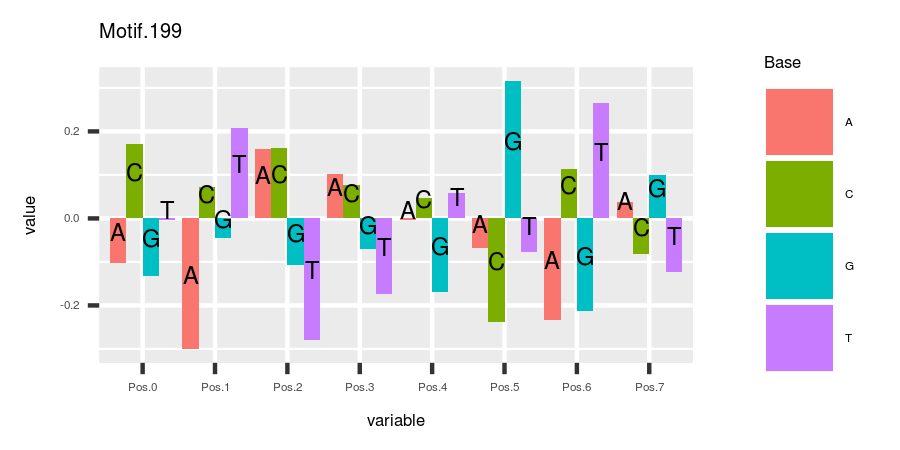 Motif.199
Base
A
C
G
T
value
0.2
0.0
-0.2
A
C
G
T
A
C
G
T
A
C
G
T
A
C
G
T
A
C
G
T
A
C
G
T
A
C
G
T
A
C
G
T
Pos.0 Pos.1 Pos.2 Pos.3 Pos.4 Pos.5 Pos.6 Pos.7
variable